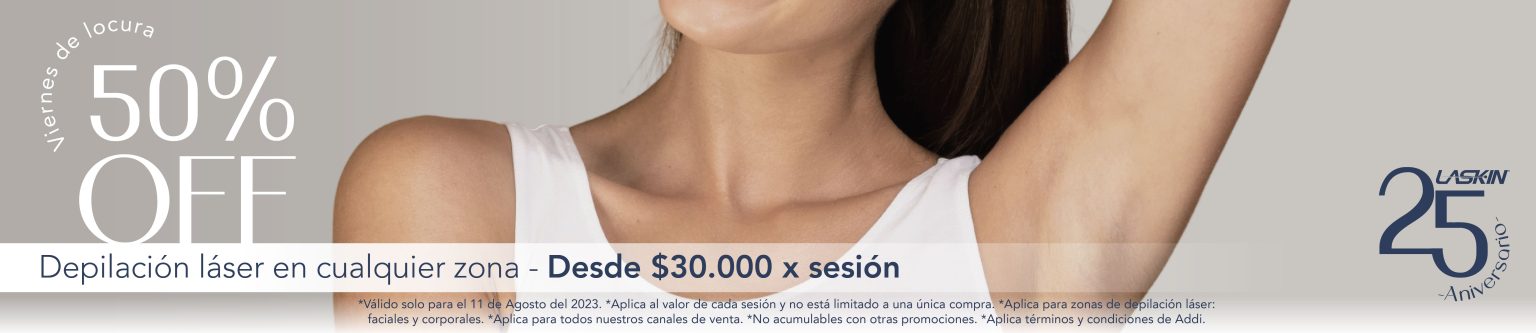 Viernes de locura
50%
OFF
Depilación láser en cualquier zona - Desde $30.000 x sesión
*Válido solo para el 11 de Agosto del 2023. *Aplica al valor de cada sesión y no está limitado a una única compra. *Aplica para zonas de depilación láser:
faciales y corporales. *Aplica para todos nuestros canales de venta. *No acumulables con otras promociones. *Aplica términos y condiciones de Addi.
LASKIN
25
-Aniversario-